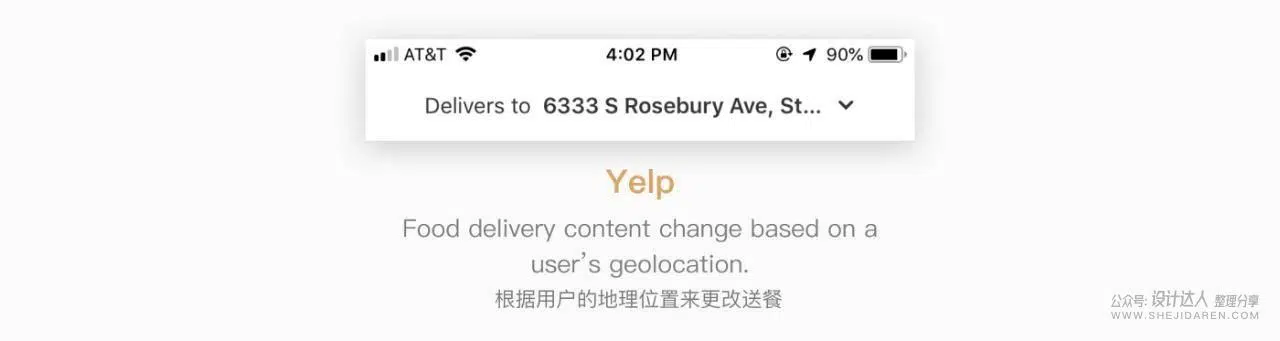 AT&T 4:02 PM 90%
Delivers to 6333 S Rosebury Ave, St...
Yelp
Food delivery content change based on a
user's geolocation.
根据用户的地理位置来更改送餐
公众号: 设计达人 整理分享
WWW.SHEJIDAREN.COM